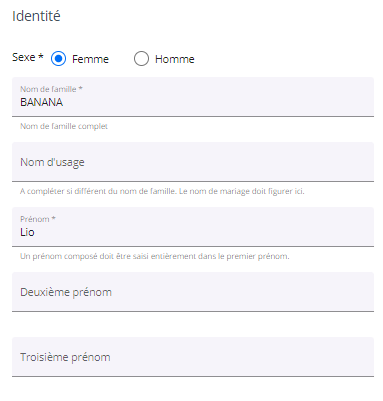 Identité
Sexe * Femme Homme
Nom de famille *
BANANA
Nom de famille complet
Nom d'usage
A compléter si différent du nom de famille. Le nom de mariage doit figurer ici.
Prénom *
Lio
Un prénom composé doit être saisi entièrement dans le premier prénom.
Deuxième prénom
Troisième prénom